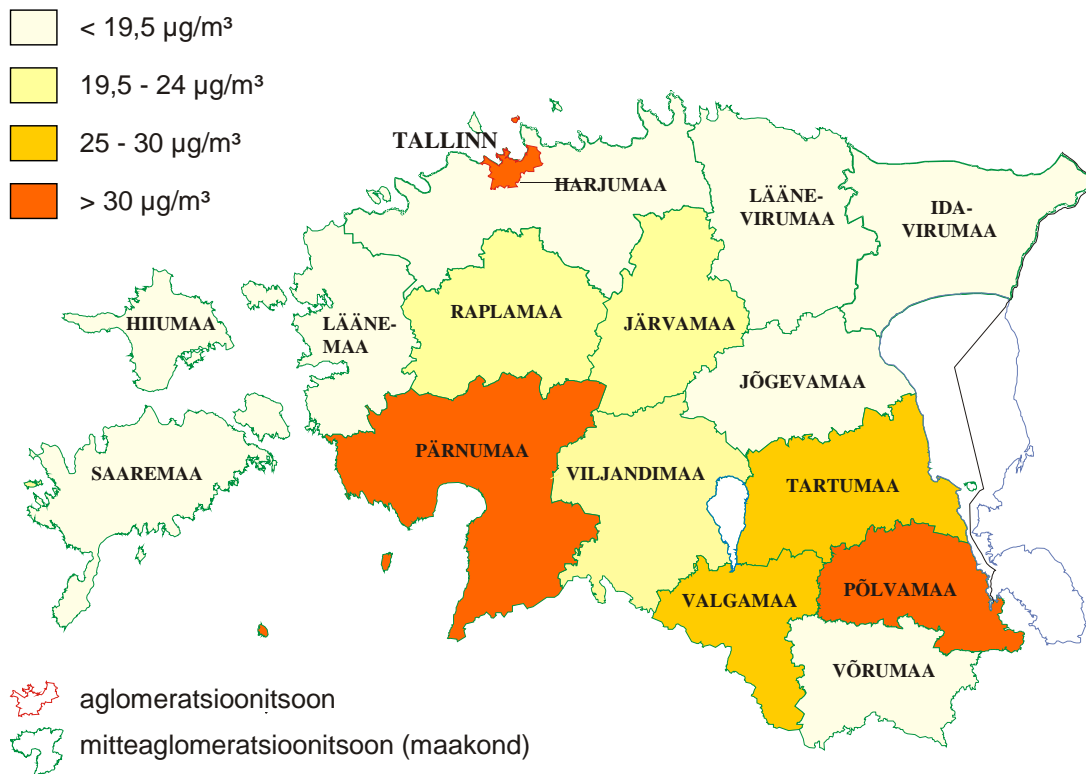 < 19,5 µg/m³
19,5 - 24 µg/m³
25 - 30 µg/m³
> 30 µg/m³
TALLINN
HARJUMAA
LÄÄNE-
VIRUMAA
IDA-
VIRUMAA
HIIUMAA
LÄÄNE-
MAA
RAPLAMAA
JÄRVAMAA
JÕGEVAMAA
SAAREMAA
PÄRNUMAA
VILJANDIMAA
TARTUMAA
VALGAMAA
PÕLVAMAA
VÕRUMAA
aglomeratsioonitsoon
mitteaglomeratsioonitsoon (maakond)